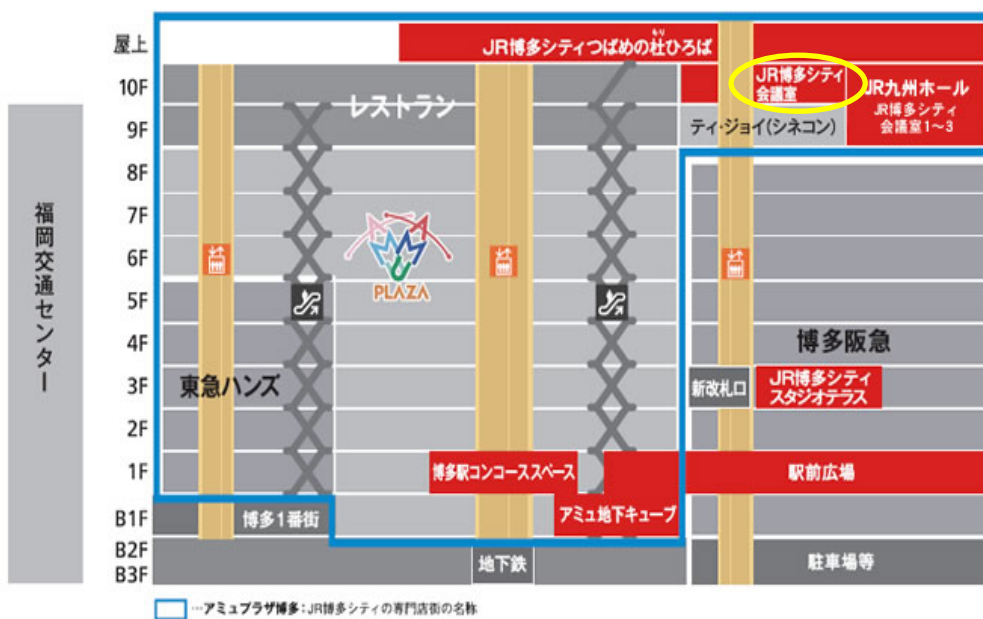 屋上
JR博多シティつばめの杜ひろば
もり
10F
JR博多シティ
会議室
JR九州ホール
JR博多シティ
会議室1~3
レストラン
9F
ティ・ジョイ(シネコン)
8F
7F
6F
PLAZA
5F
4F
博多阪急
3F
東急ハンズ
新改札口
JR博多シティ
スタジオテラス
2F
1F
博多駅コンコーススペース
駅前広場
B1F
博多1番街
アミュ地下キューブ
B2F
地下鉄
駐車場等
B3F
福岡交通センター
…アミュプラザ博多:JR博多シティの専門店街の名称